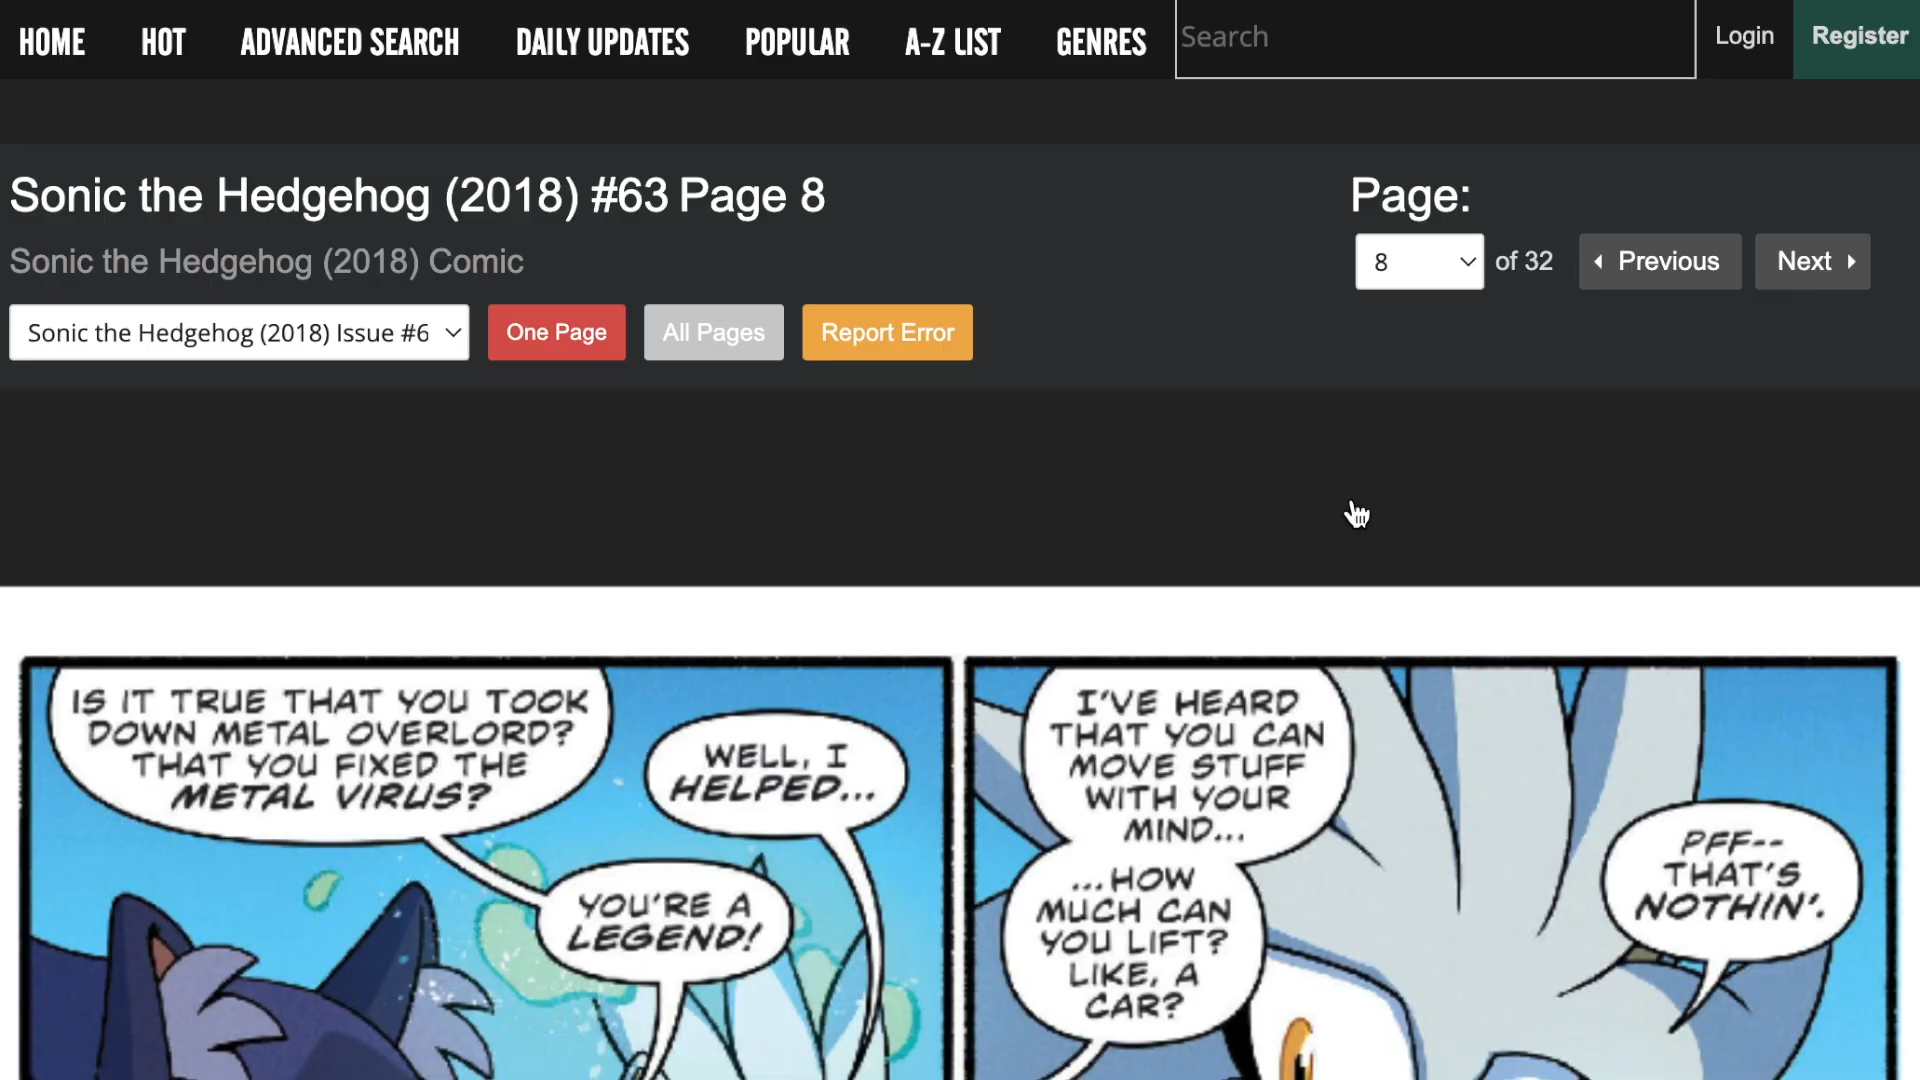 HOME HOT ADVANCED SEARCH DAILY UPDATES POPULAR A-Z LIST GENRES Search Login Register
Sonic the Hedgehog (2018) #63 Page 8
Page:
Sonic the Hedgehog (2018) Comic
8 of 32 Previous Next
Sonic the Hedgehog (2018) Issue #6 One Page All Pages Report Error
IS IT TRUE THAT YOU TOOK
DOWN METAL OVERLORD?
THAT YOU FIXED THE
METAL VIRUS?
WELL, I
HELPED...
YOU'RE A
LEGEND!
I'VE HEARD
THAT YOU CAN
MOVE STUFF
WITH YOUR
MIND...
...HOW
MUCH CAN
YOU LIFT?
LIKE, A
CAR?
PFF--
THAT'S
NOTHIN'.